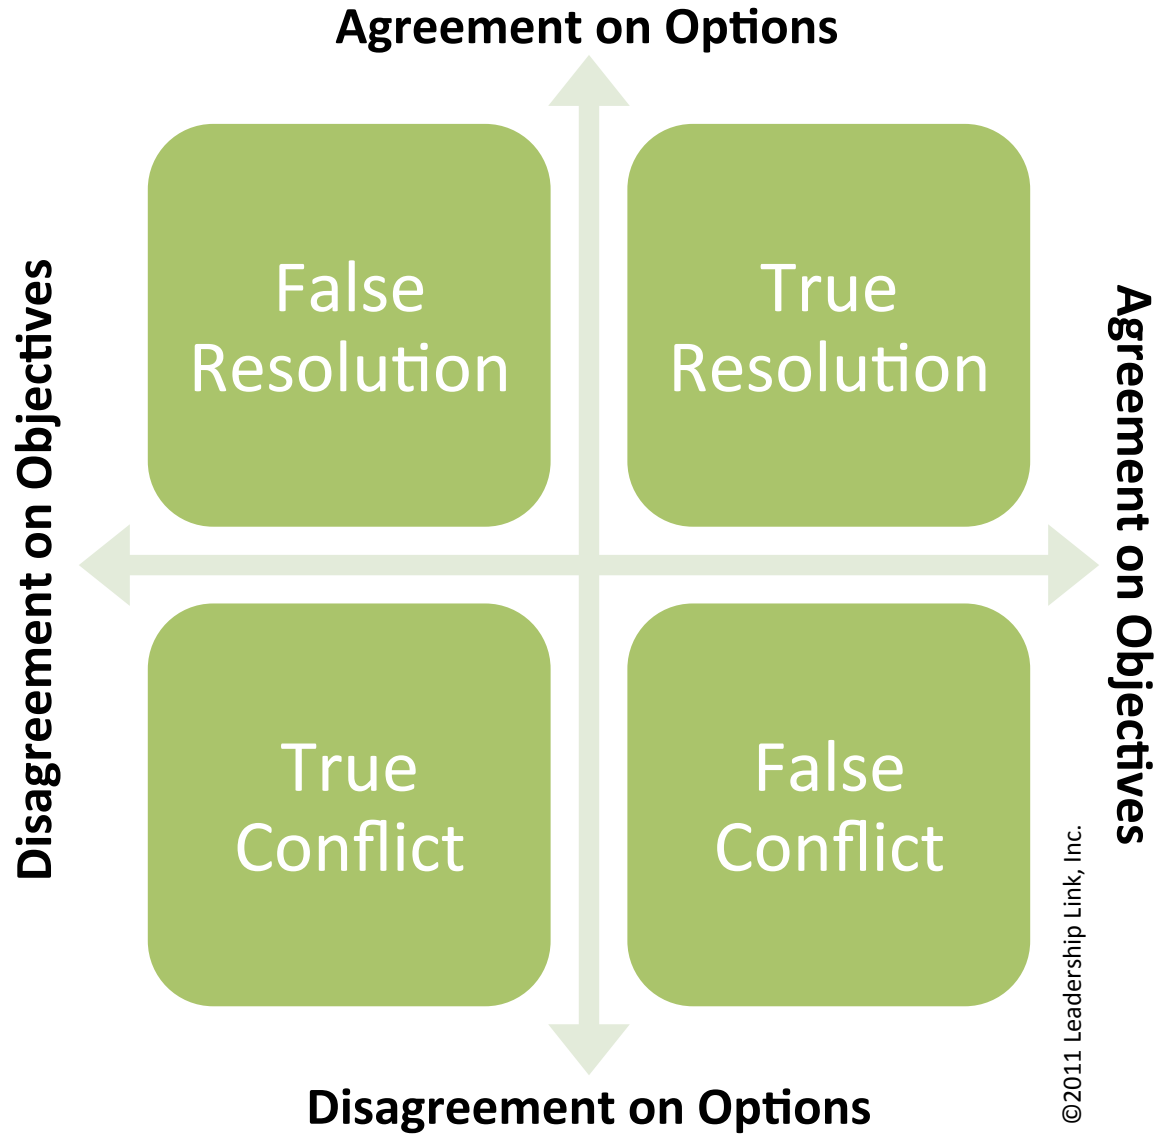 Agreement on Options
False
Resolution
True
Resolution
Disagreement on Objectives
Agreement on Objectives
True
Conflict
False
Conflict
©2011 Leadership Link, Inc.
Disagreement on Options